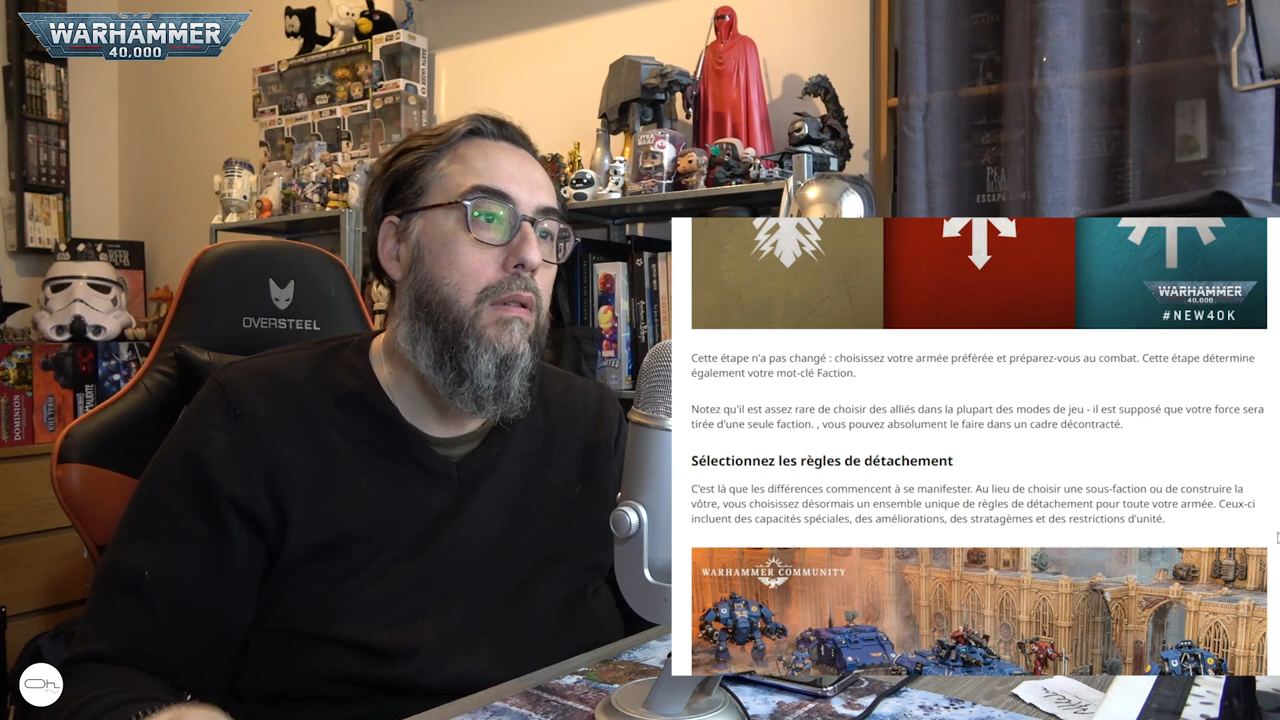 WARHAMMER
40,000
OVERSTEEL
DOMINION
KILL TEAM
STAR WARS
ESCAPE
WARHAMMER
40,000
#NEW40K
Cette étape n'a pas changé : choisissez votre armée préférée et préparez-vous au combat. Cette étape détermine
également votre mot-clé Faction.
Notez qu'il est assez rare de choisir des alliés dans la plupart des modes de jeu - il est supposé que votre force sera
tirée d'une seule faction. , vous pouvez absolument le faire dans un cadre décontracté.
Sélectionnez les règles de détachement
C'est là que les différences commencent à se manifester. Au lieu de choisir une sous-faction ou de construire la
vôtre, vous choisissez désormais un ensemble unique de règles de détachement pour toute votre armée. Ceux-ci
incluent des capacités spéciales, des améliorations, des stratagèmes et des restrictions d'unité.
WARHAMMER COMMUNITY